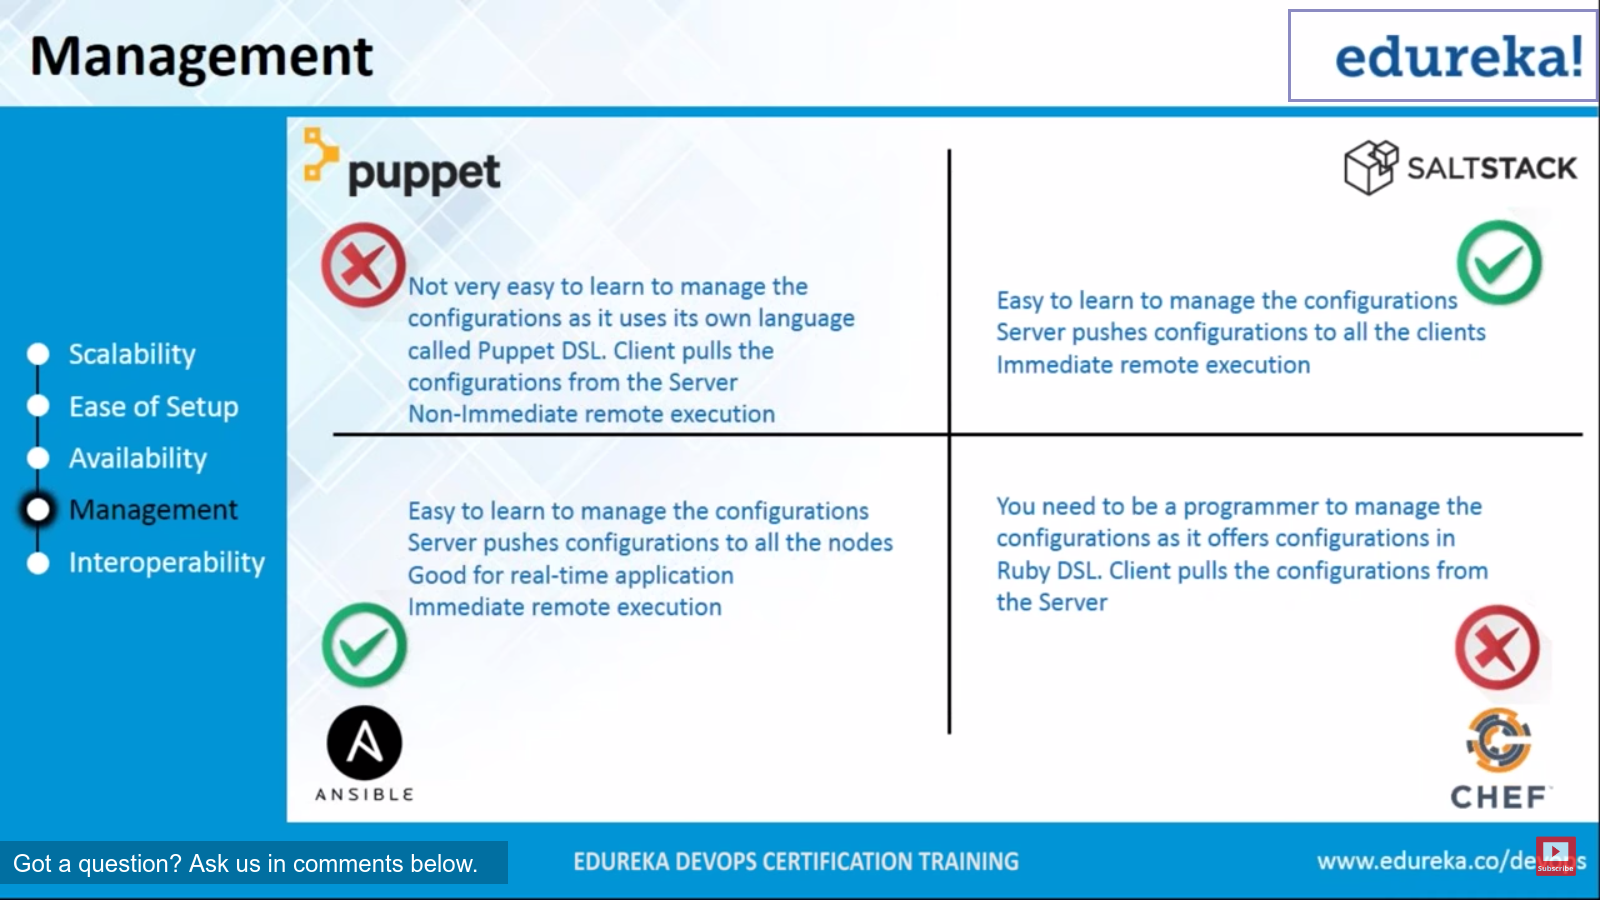 Management
edureka!
puppet
Not very easy to learn to manage the
configurations as it uses its own language
called Puppet DSL. Client pulls the
configurations from the Server
Non-Immediate remote execution
SALTSTACK
Easy to learn to manage the configurations
Server pushes configurations to all the clients
Immediate remote execution
Scalability
Ease of Setup
Availability
Management
Interoperability
Easy to learn to manage the configurations
Server pushes configurations to all the nodes
Good for real-time application
Immediate remote execution
ANSIBLE
You need to be a programmer to manage the
configurations as it offers configurations in
Ruby DSL. Client pulls the configurations from
the Server
CHEF
Got a question? Ask us in comments below.
EDUREKA DEVOPS CERTIFICATION TRAINING
www.edureka.co/devops
Subscribe